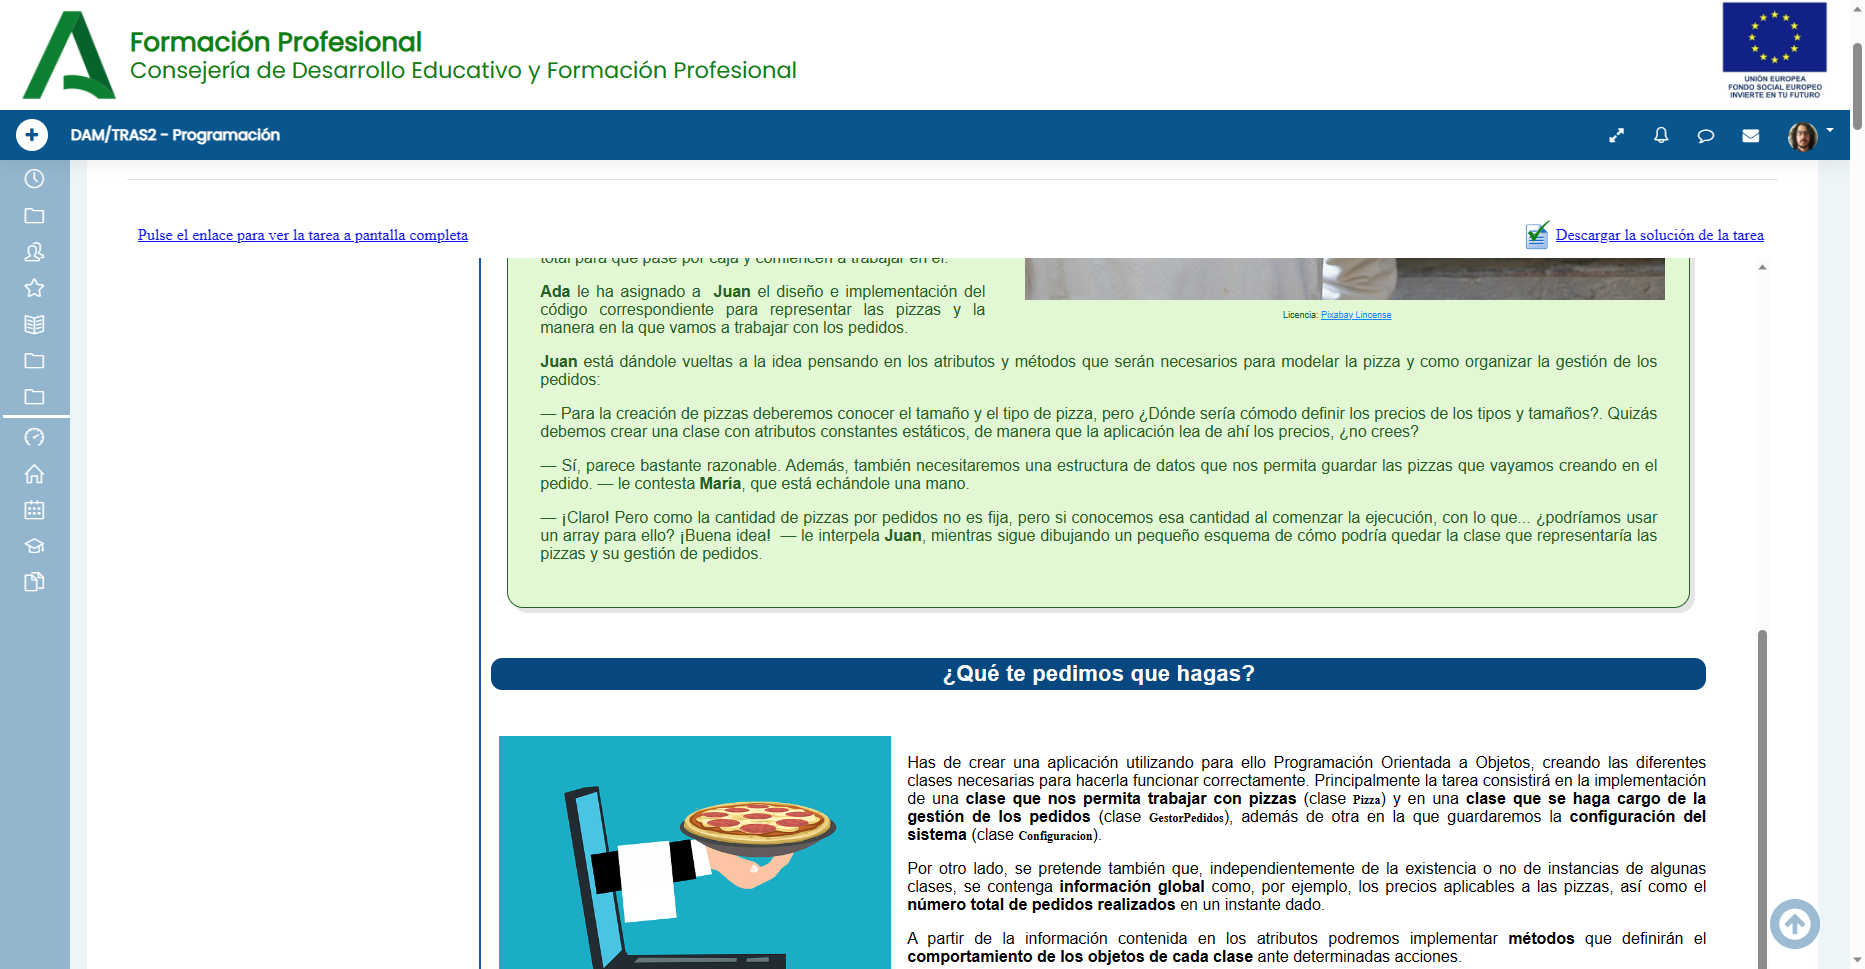 Formación Profesional
Consejería de Desarrollo Educativo y Formación Profesional
UNIÓN EUROPEA
FONDO SOCIAL EUROPEO
INVIERTE EN TU FUTURO
DAM/TRAS2 - Programación
Pulse el enlace para ver la tarea a pantalla completa
Descargar la solución de la tarea
total para que pase por caja y comiencen a trabajar en él.
Ada le ha asignado a Juan el diseño e implementación del
código correspondiente para representar las pizzas y la
manera en la que vamos a trabajar con los pedidos.
Licencia: Pixabay Lincense
Juan está dándole vueltas a la idea pensando en los atributos y métodos que serán necesarios para modelar la pizza y como organizar la gestión de los
pedidos:
— Para la creación de pizzas deberemos conocer el tamaño y el tipo de pizza, pero ¿Dónde sería cómodo definir los precios de los tipos y tamaños?. Quizás
debemos crear una clase con atributos constantes estáticos, de manera que la aplicación lea de ahí los precios, ¿no crees?
— Sí, parece bastante razonable. Además, también necesitaremos una estructura de datos que nos permita guardar las pizzas que vayamos creando en el
pedido. — le contesta María, que está echándole una mano.
— ¡Claro! Pero como la cantidad de pizzas por pedidos no es fija, pero si conocemos esa cantidad al comenzar la ejecución, con lo que... ¿podríamos usar
un array para ello? ¡Buena idea! — le interpela Juan, mientras sigue dibujando un pequeño esquema de cómo podría quedar la clase que representaría las
pizzas y su gestión de pedidos.
¿Qué te pedimos que hagas?
Has de crear una aplicación utilizando para ello Programación Orientada a Objetos, creando las diferentes
clases necesarias para hacerla funcionar correctamente. Principalmente la tarea consistirá en la implementación
de una clase que nos permita trabajar con pizzas (clase Pizza) y en una clase que se haga cargo de la
gestión de los pedidos (clase GestorPedidos), además de otra en la que guardaremos la configuración del
sistema (clase Configuracion).
Por otro lado, se pretende también que, independientemente de la existencia o no de instancias de algunas
clases, se contenga información global como, por ejemplo, los precios aplicables a las pizzas, así como el
número total de pedidos realizados en un instante dado.
A partir de la información contenida en los atributos podremos implementar métodos que definirán el
comportamiento de los objetos de cada clase ante determinadas acciones.